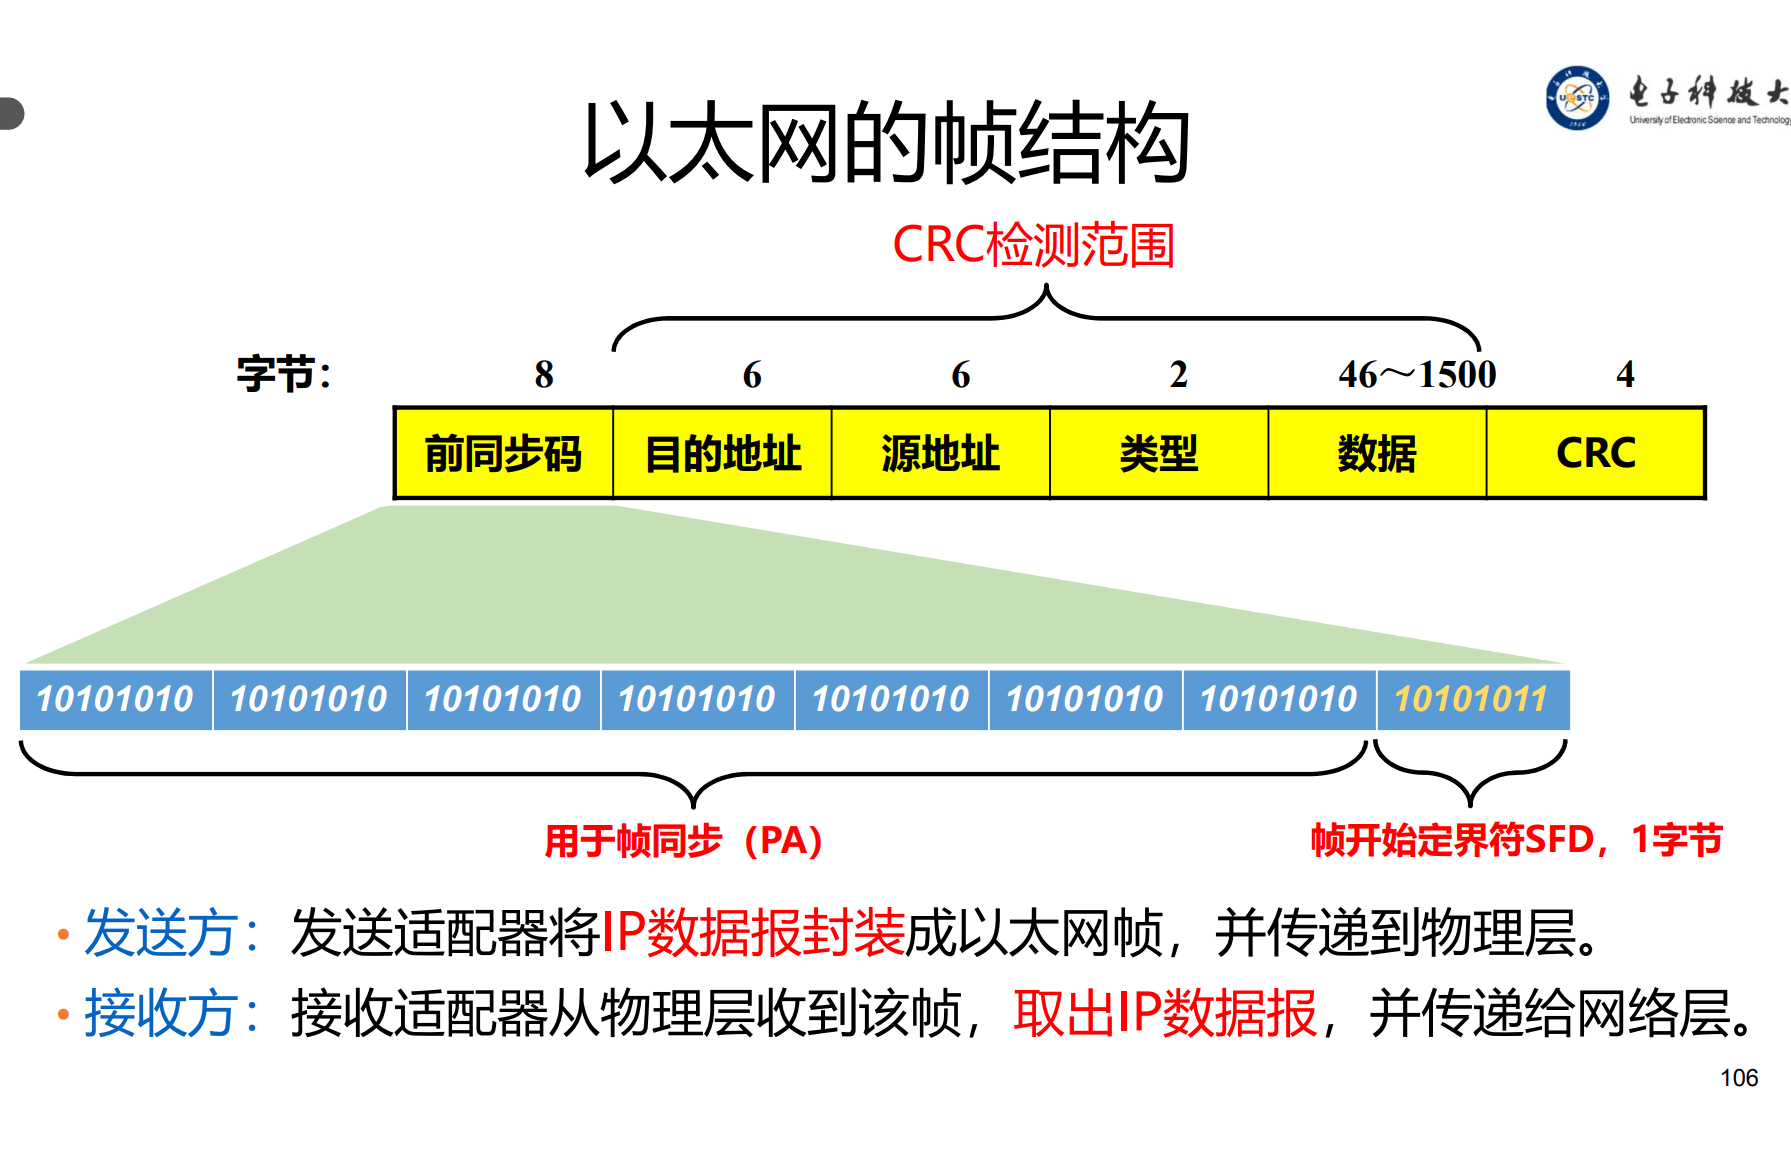 电子科技大
University of Electronic Science and Technology
以太网的帧结构
CRC检测范围
字节： 8 6 6 2 46～1500 4
前同步码 目的地址 源地址 类型 数据 CRC
10101010 10101010 10101010 10101010 10101010 10101010 10101010 10101011
用于帧同步（PA） 帧开始定界符SFD，1字节
• 发送方：发送适配器将IP数据报封装成以太网帧，并传递到物理层。
• 接收方：接收适配器从物理层收到该帧，取出IP数据报，并传递给网络层。
106